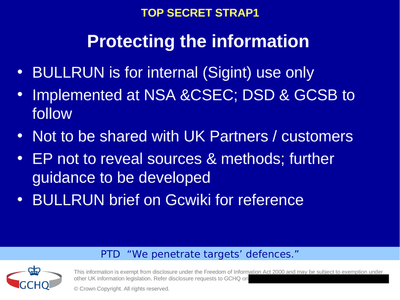 TOP SECRET STRAP1
Protecting the information
• BULLRUN is for internal (Sigint) use only
• Implemented at NSA &CSEC; DSD & GCSB to
follow
• Not to be shared with UK Partners / customers
• EP not to reveal sources & methods; further
guidance to be developed
• BULLRUN brief on Gcwiki for reference
PTD “We penetrate targets’ defences.”
GCHQ
This information is exempt from disclosure under the Freedom of Information Act 2000 and may be subject to exemption under
other UK information legislation. Refer disclosure requests to GCHQ on
© Crown Copyright. All rights reserved.